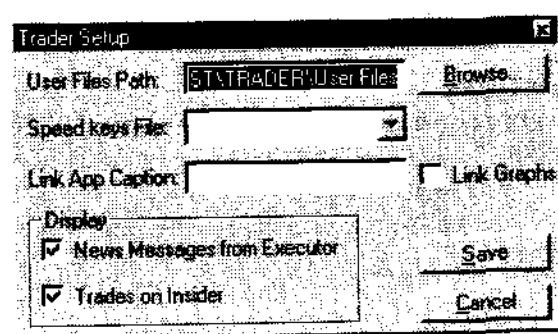 Trader Setup
User Files Path: ST\TRADER\User Files Browse...
Speed keys File:
Link App Caption: Link Graphs
Display
News Messages from Executor
Save
Trades on Insider
Cancel